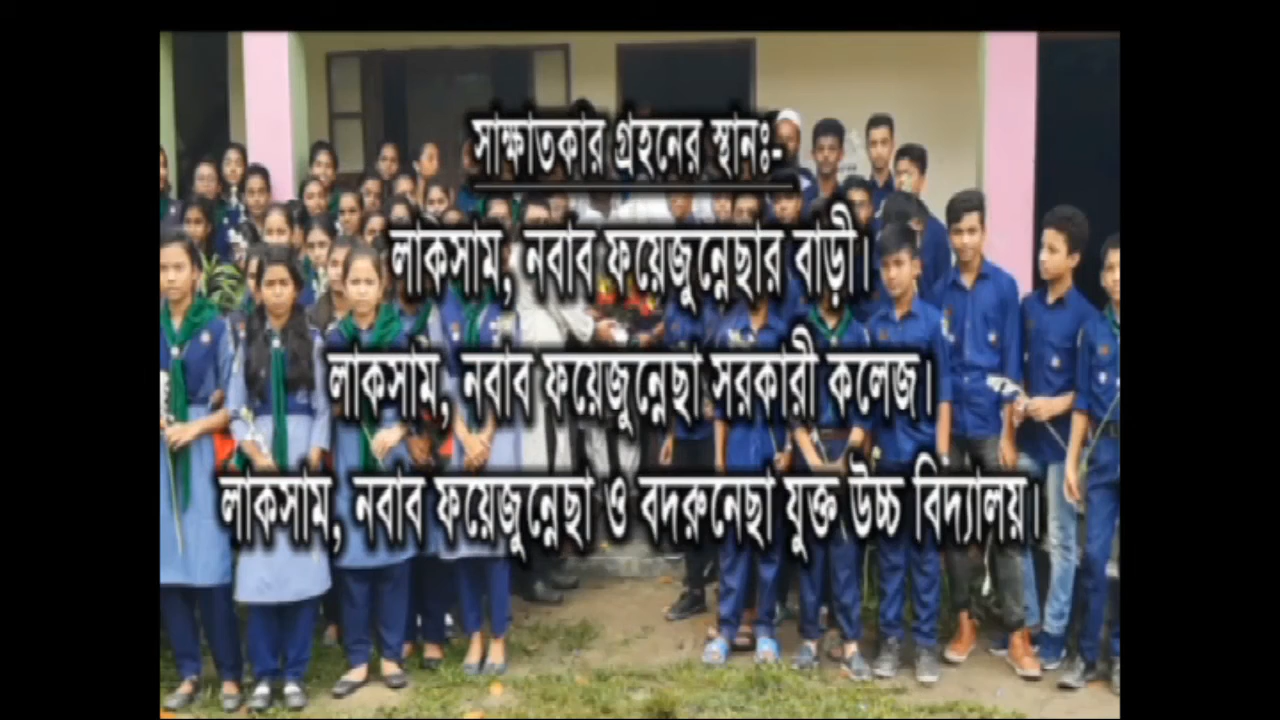 সাক্ষাতকার গ্রহনের স্থানঃ-
লাকসাম, নবাব ফয়েজুন্নেছার বাড়ী।
লাকসাম, নবাব ফয়েজুন্নেছা সরকারী কলেজ।
লাকসাম, নবাব ফয়েজুন্নেছা ও বদরুনেছা যুক্ত উচ্চ বিদ্যালয়।